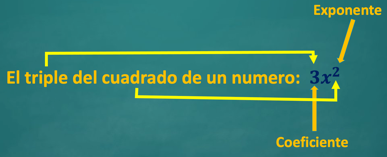 Exponente
El triple del cuadrado de un numero: 3x²
Coeficiente